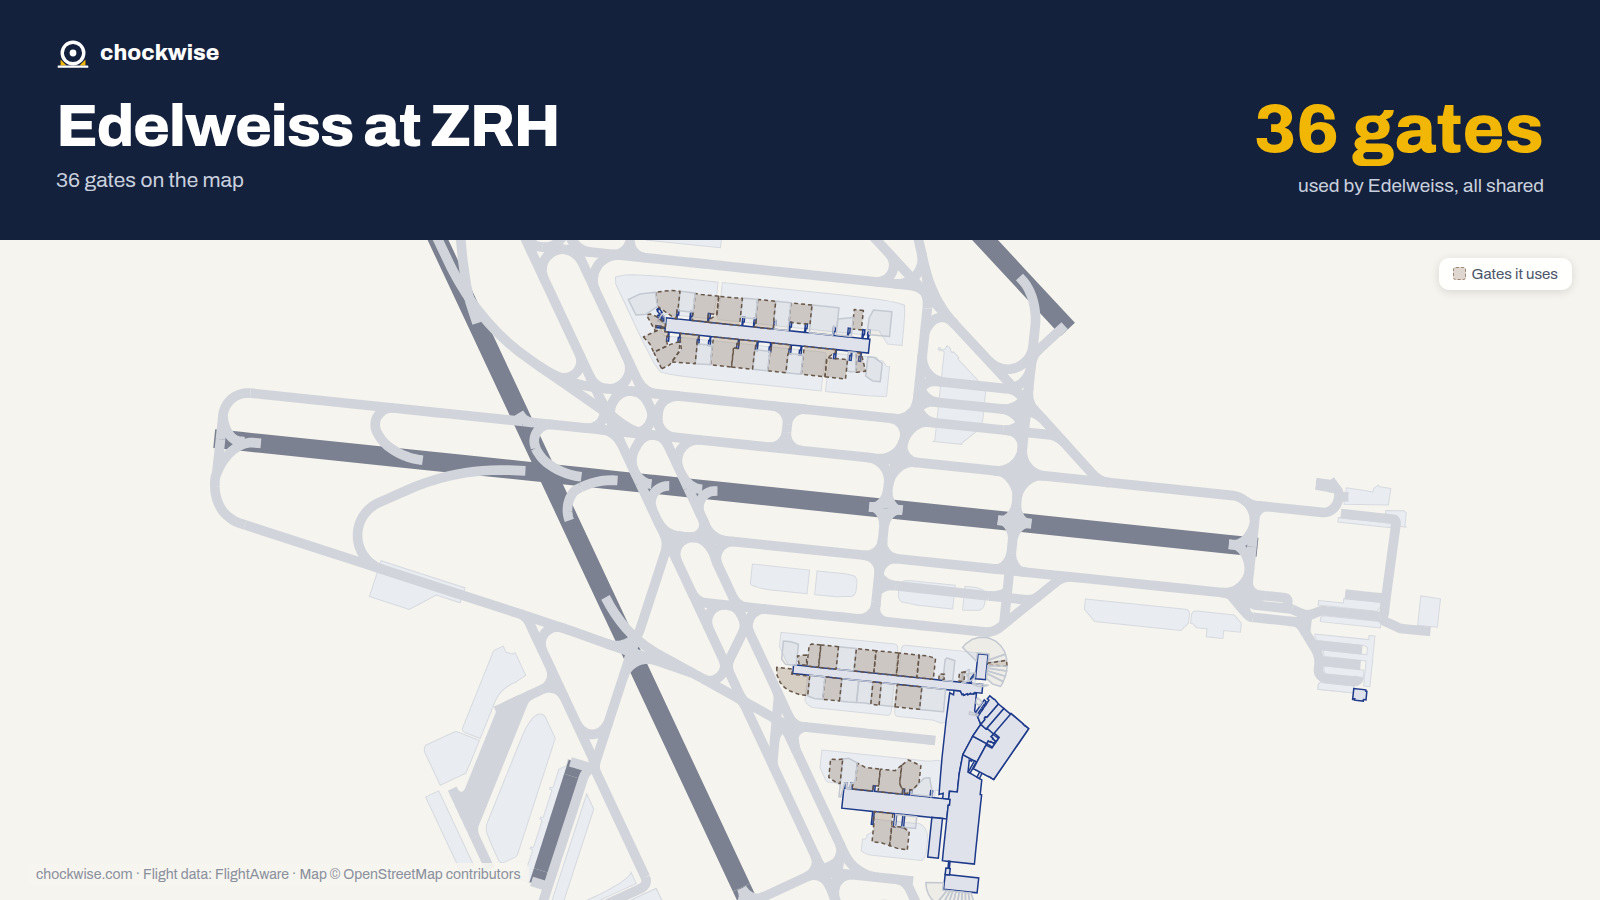 chockwise
Edelweiss at ZRH
36 gates on the map
36 gates
used by Edelweiss, all shared
Gates it uses
chockwise.com · Flight data: FlightAware · Map © OpenStreetMap contributors